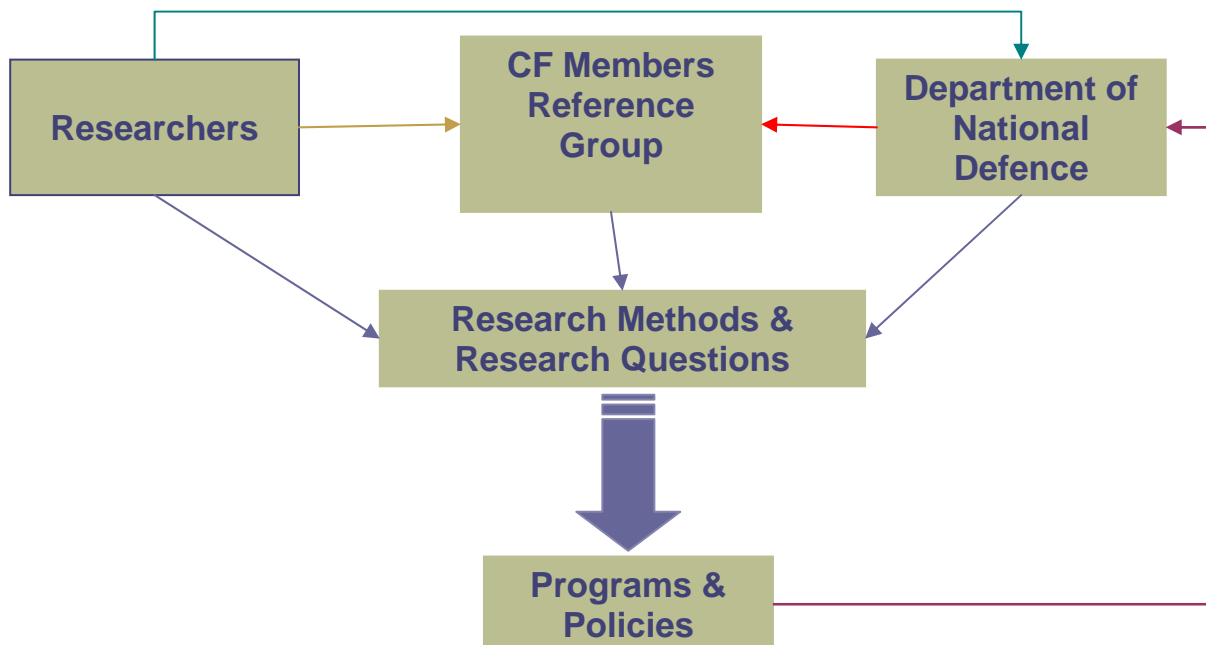 Researchers
CF Members
Reference
Group
Department of
National
Defence
Research Methods &
Research Questions
Programs &
Policies